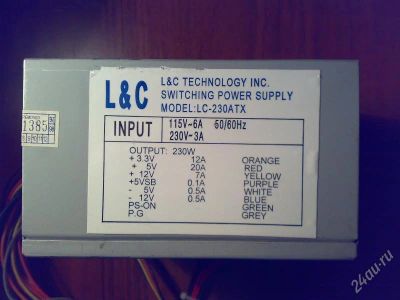 L&C
L&C TECHNOLOGY INC.
SWITCHING POWER SUPPLY
MODEL:LC-230ATX
INPUT
115V~6A 60/60Hz
230V~3A
OUTPUT: 230W
+ 3.3V 12A ORANGE
+ 5V 20A RED
+ 12V 7A YELLOW
+5VSB 0.1A PURPLE
- 5V 0.5A WHITE
- 12V 0.5A BLUE
PS-ON GREEN
P.G GREY
1385
24au.ru